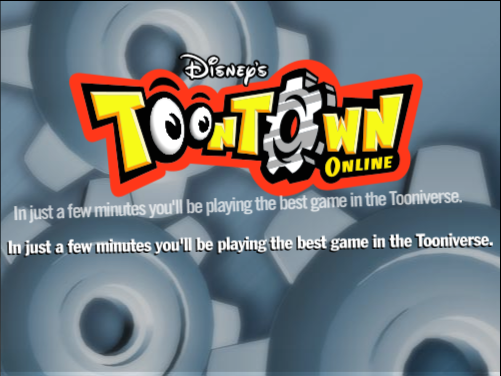 Disney's
TOONTOWN
ONLINE
In just a few minutes you'll be playing the best game in the Tooniverse.
In just a few minutes you'll be playing the best game in the Tooniverse.